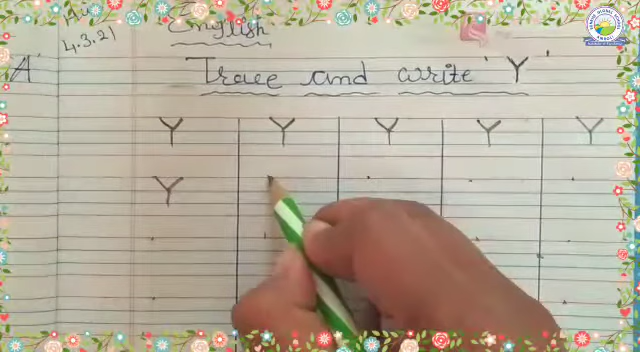 English
4.3.21
'A'
Trace and write 'Y'
Y Y Y Y Y
Y